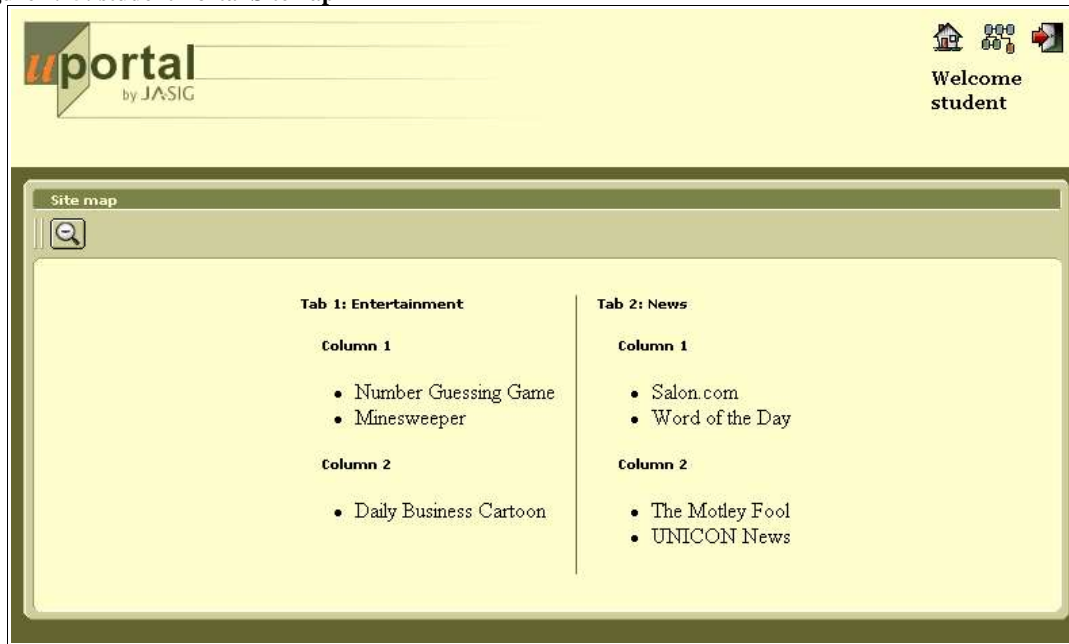 uportal
by JASIG
Welcome
student
Site map
Tab 1: Entertainment
Column 1
Number Guessing Game
Minesweeper
Column 2
Daily Business Cartoon
Tab 2: News
Column 1
Salon.com
Word of the Day
Column 2
The Motley Fool
UNICON News